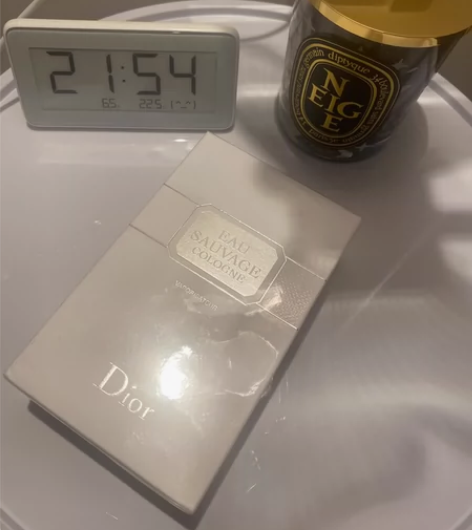 21:54
65
22.5
diptyque
NEIGE
EAU
SAUVAGE
COLOGNE
Dior